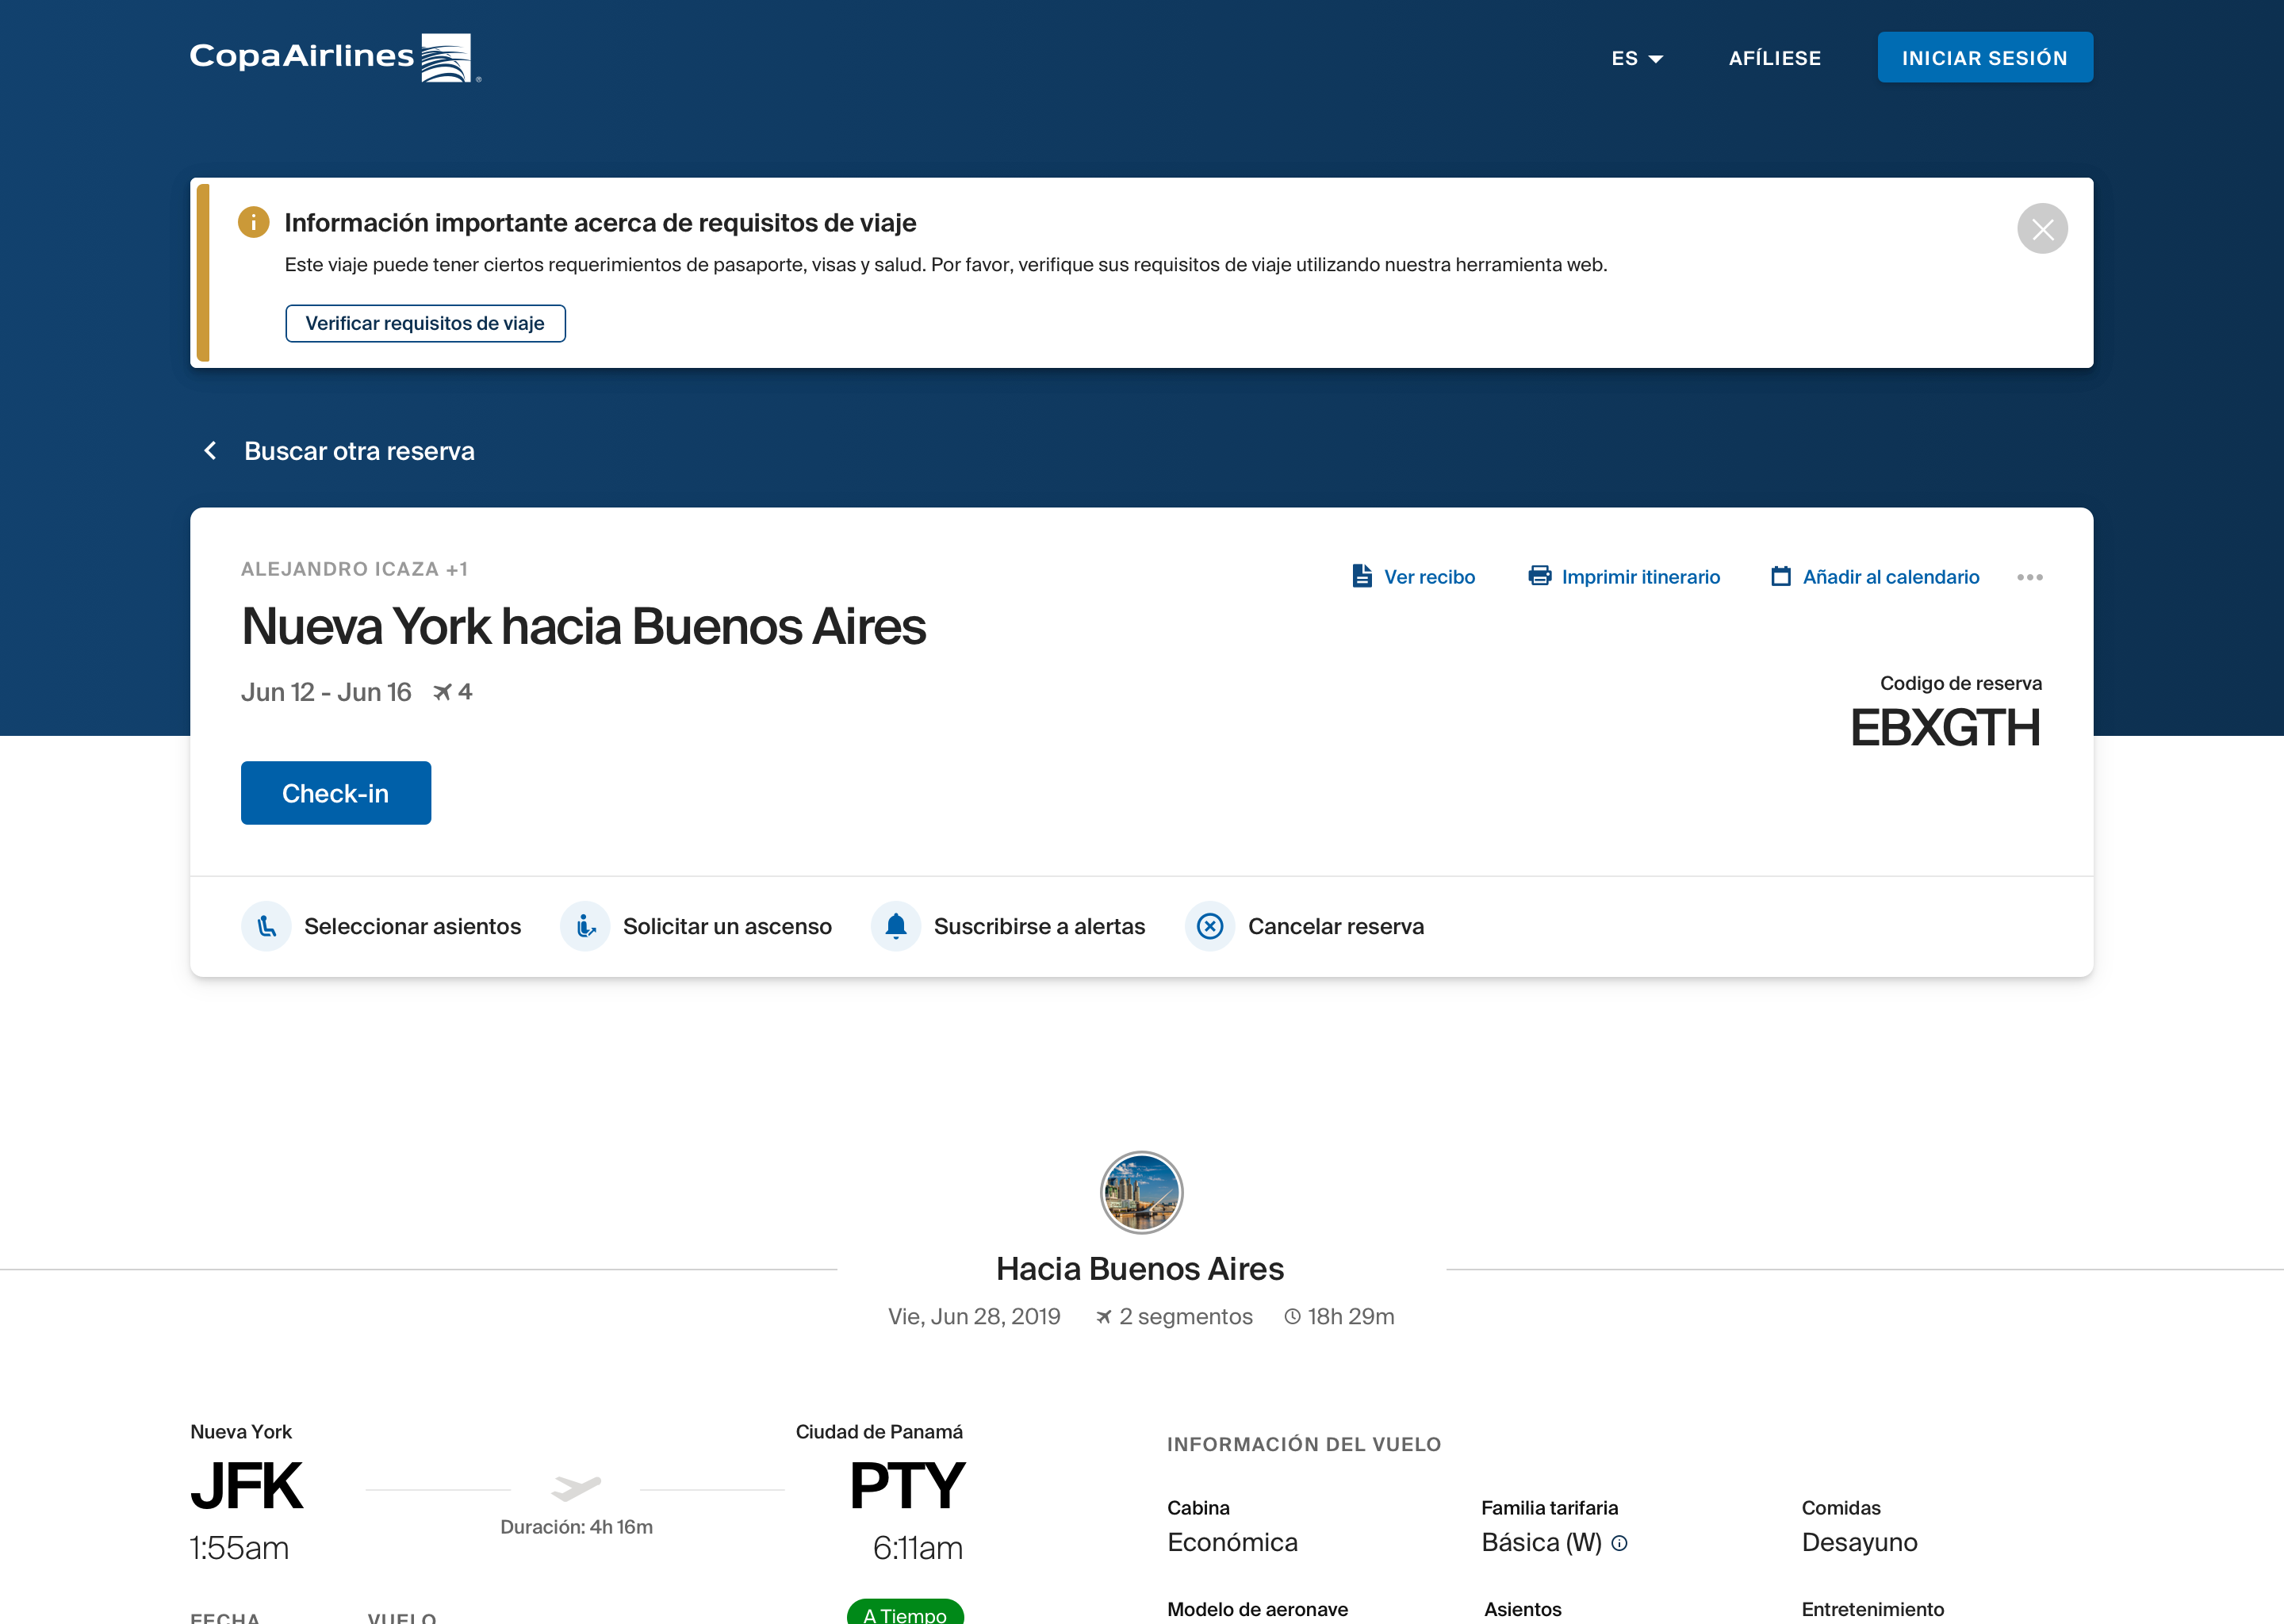 CopaAirlines
ES
AFÍLIESE
INICIAR SESIÓN
Información importante acerca de requisitos de viaje
Este viaje puede tener ciertos requerimientos de pasaporte, visas y salud. Por favor, verifique sus requisitos de viaje utilizando nuestra herramienta web.
Verificar requisitos de viaje
Buscar otra reserva
ALEJANDRO ICAZA +1
Ver recibo
Imprimir itinerario
Añadir al calendario
Nueva York hacia Buenos Aires
Jun 12 - Jun 16 4
Codigo de reserva
EBXGTH
Check-in
Seleccionar asientos
Solicitar un ascenso
Suscribirse a alertas
Cancelar reserva
Hacia Buenos Aires
Vie, Jun 28, 2019 2 segmentos 18h 29m
Nueva York
JFK
1:55am
Duración: 4h 16m
Ciudad de Panamá
PTY
6:11am
FECHA
VUELO
A Tiempo
INFORMACIÓN DEL VUELO
Cabina
Económica
Familia tarifaria
Básica (W)
Comidas
Desayuno
Modelo de aeronave
Asientos
Entretenimiento